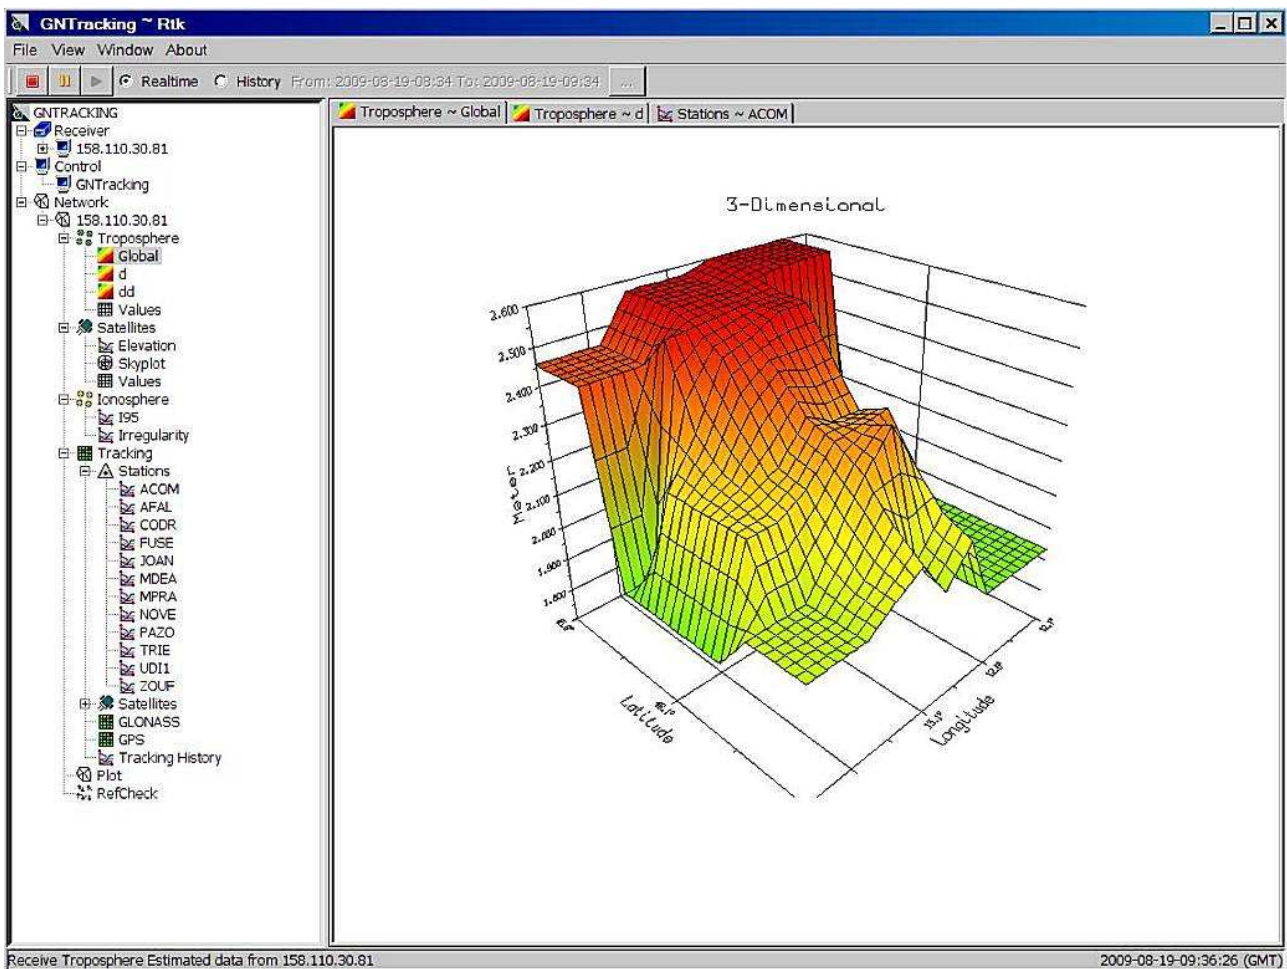 GNTracking ~ Rtk
File View Window About
Realtime History From: 2009-08-19-08:34 To: 2009-08-19-09:34 ...
GNTRACKING
Receiver
158.110.30.81
Control
GNTracking
Network
158.110.30.81
Troposphere
Global
d
dd
Values
Satellites
Elevation
Skyplot
Values
Ionosphere
I95
Irregularity
Tracking
Stations
ACOM
AFAL
CODR
FUSE
JOAN
MDEA
MPRA
NOVE
PAZO
TRIE
UDI1
ZOUF
Satellites
GLONASS
GPS
Tracking History
Plot
RefCheck
Troposphere ~ Global Troposphere ~ d Stations ~ ACOM
3-Dimensional
2.600
2.500
2.400
2.300
2.200
2.100
2.000
1.900
1.800
Meter
Latitude
13.1°
12.6°
Longitude
Receive Troposphere Estimated data from 158.110.30.81
2009-08-19-09:36:26 (GMT)